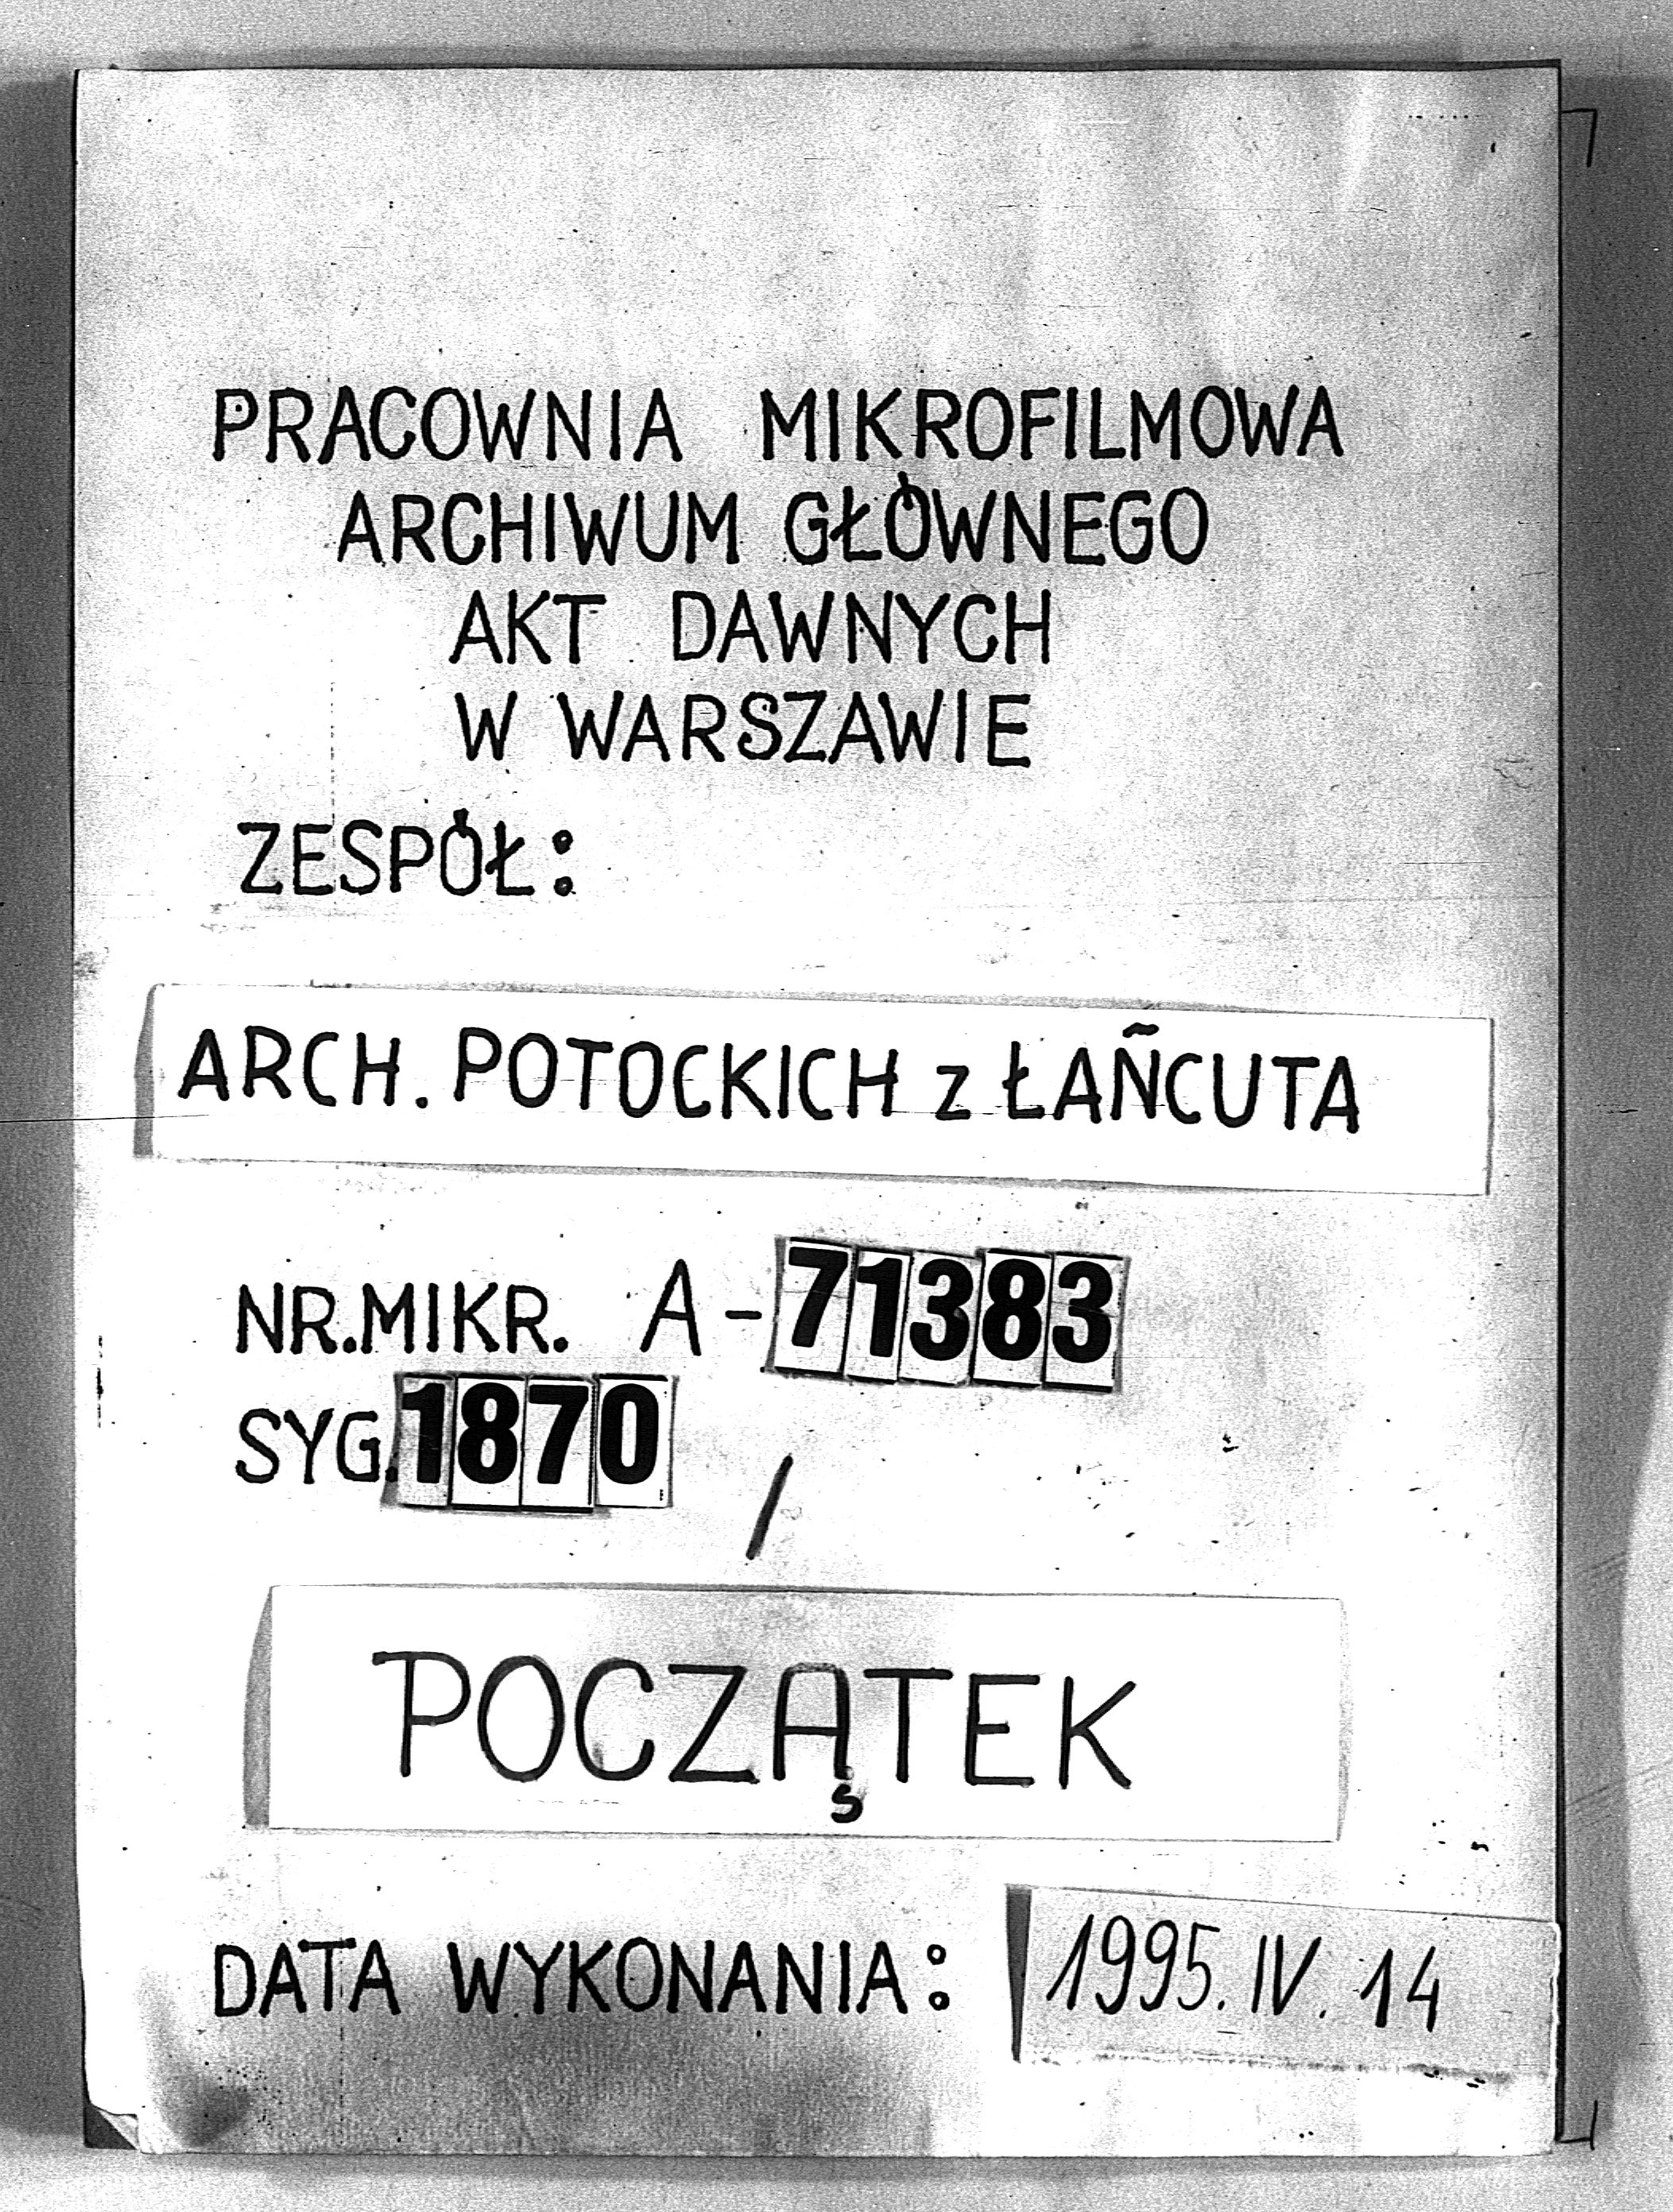 PRACOWNIA MIKROFILMOWA
ARCHIWUM GŁÓWNEGO
AKT DAWNYCH
W WARSZAWIE
ZESPÓŁ:
ARCH. POTOCKICH z ŁAŃCUTA
NR.MIKR. A-71383
SYG.1870 /
POCZĄTEK
DATA WYKONANIA: 1995.IV.14